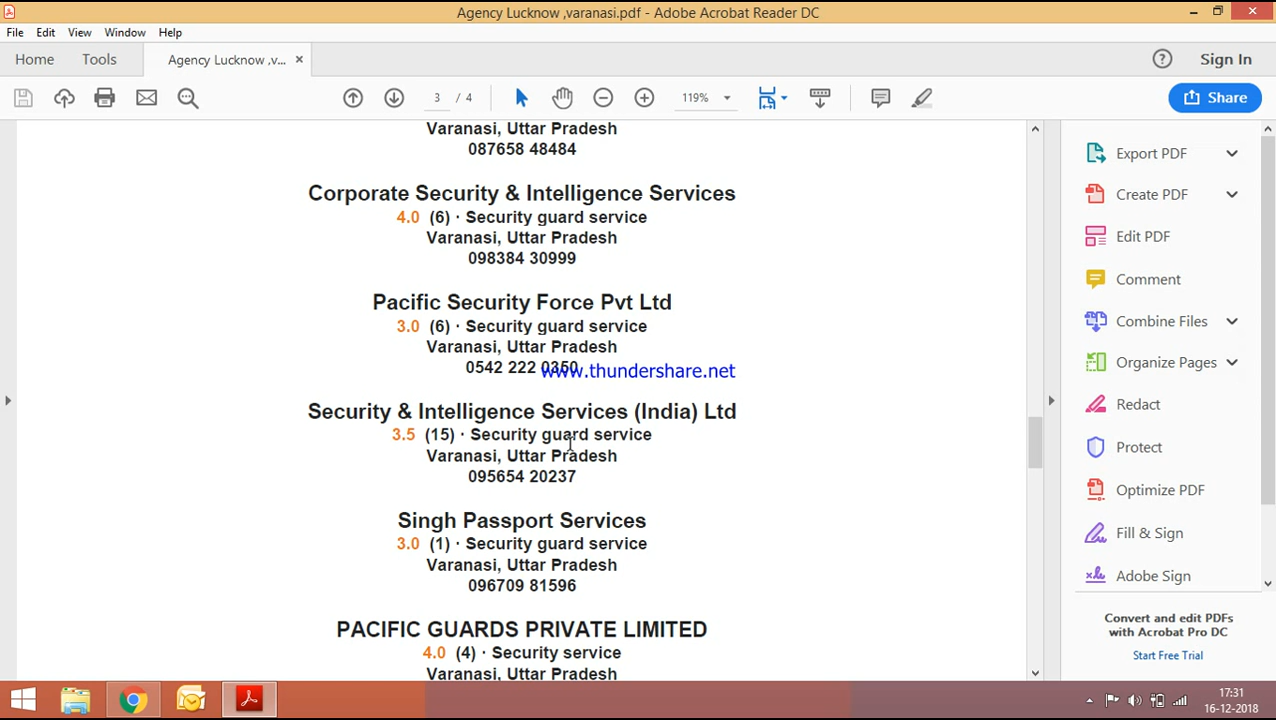 Agency Lucknow ,varanasi.pdf - Adobe Acrobat Reader DC
File Edit View Window Help
Home Tools Agency Lucknow ,v... × Sign In
3 / 4 119% Share
Varanasi, Uttar Pradesh
087658 48484
Corporate Security & Intelligence Services
4.0 (6) · Security guard service
Varanasi, Uttar Pradesh
098384 30999
Pacific Security Force Pvt Ltd
3.0 (6) · Security guard service
Varanasi, Uttar Pradesh
0542 222 0350
www.thundershare.net
Security & Intelligence Services (India) Ltd
3.5 (15) · Security guard service
Varanasi, Uttar Pradesh
095654 20237
Singh Passport Services
3.0 (1) · Security guard service
Varanasi, Uttar Pradesh
096709 81596
PACIFIC GUARDS PRIVATE LIMITED
4.0 (4) · Security service
Varanasi, Uttar Pradesh
Export PDF
Create PDF
Edit PDF
Comment
Combine Files
Organize Pages
Redact
Protect
Optimize PDF
Fill & Sign
Adobe Sign
Convert and edit PDFs
with Acrobat Pro DC
Start Free Trial
17:31
16-12-2018